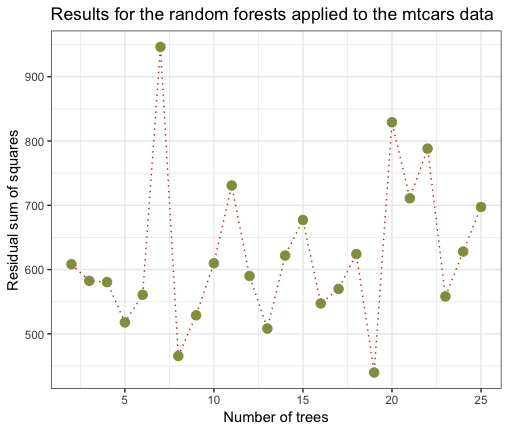 Results for the random forests applied to the mtcars data
900
800
700
600
500
Residual sum of squares
5 10 15 20 25
Number of trees